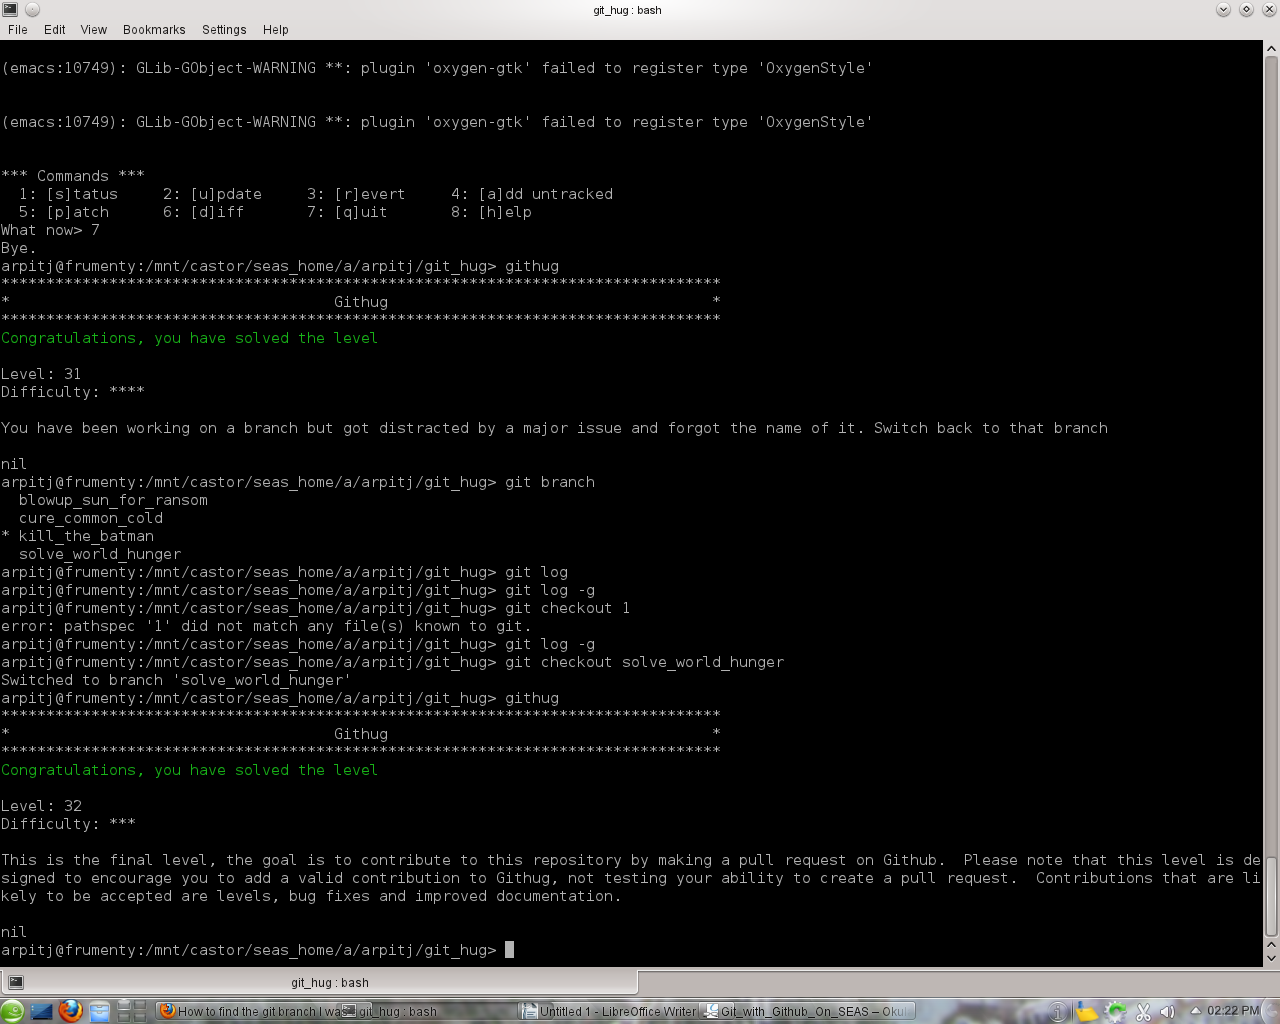 git_hug : bash
File Edit View Bookmarks Settings Help
(emacs:10749): GLib-GObject-WARNING **: plugin 'oxygen-gtk' failed to register type 'OxygenStyle'
(emacs:10749): GLib-GObject-WARNING **: plugin 'oxygen-gtk' failed to register type 'OxygenStyle'
*** Commands ***
  1: [s]tatus     2: [u]pdate     3: [r]evert     4: [a]dd untracked
  5: [p]atch      6: [d]iff       7: [q]uit       8: [h]elp
What now> 7
Bye.
arpitj@frumenty:/mnt/castor/seas_home/a/arpitj/git_hug> githug
********************************************************************************
*                                    Githug                                    *
********************************************************************************
Congratulations, you have solved the level
Level: 31
Difficulty: ****
You have been working on a branch but got distracted by a major issue and forgot the name of it. Switch back to that branch
nil
arpitj@frumenty:/mnt/castor/seas_home/a/arpitj/git_hug> git branch
  blowup_sun_for_ransom
  cure_common_cold
* kill_the_batman
  solve_world_hunger
arpitj@frumenty:/mnt/castor/seas_home/a/arpitj/git_hug> git log
arpitj@frumenty:/mnt/castor/seas_home/a/arpitj/git_hug> git log -g
arpitj@frumenty:/mnt/castor/seas_home/a/arpitj/git_hug> git checkout 1
error: pathspec '1' did not match any file(s) known to git.
arpitj@frumenty:/mnt/castor/seas_home/a/arpitj/git_hug> git log -g
arpitj@frumenty:/mnt/castor/seas_home/a/arpitj/git_hug> git checkout solve_world_hunger
Switched to branch 'solve_world_hunger'
arpitj@frumenty:/mnt/castor/seas_home/a/arpitj/git_hug> githug
********************************************************************************
*                                    Githug                                    *
********************************************************************************
Congratulations, you have solved the level
Level: 32
Difficulty: ***
This is the final level, the goal is to contribute to this repository by making a pull request on Github.  Please note that this level is de
signed to encourage you to add a valid contribution to Githug, not testing your ability to create a pull request.  Contributions that are li
kely to be accepted are levels, bug fixes and improved documentation.
nil
arpitj@frumenty:/mnt/castor/seas_home/a/arpitj/git_hug>
git_hug : bash
How to find the git branch I was git_hug : bash Untitled 1 - LibreOffice Writer Git_with_Github_On_SEAS – Okul 02:22 PM